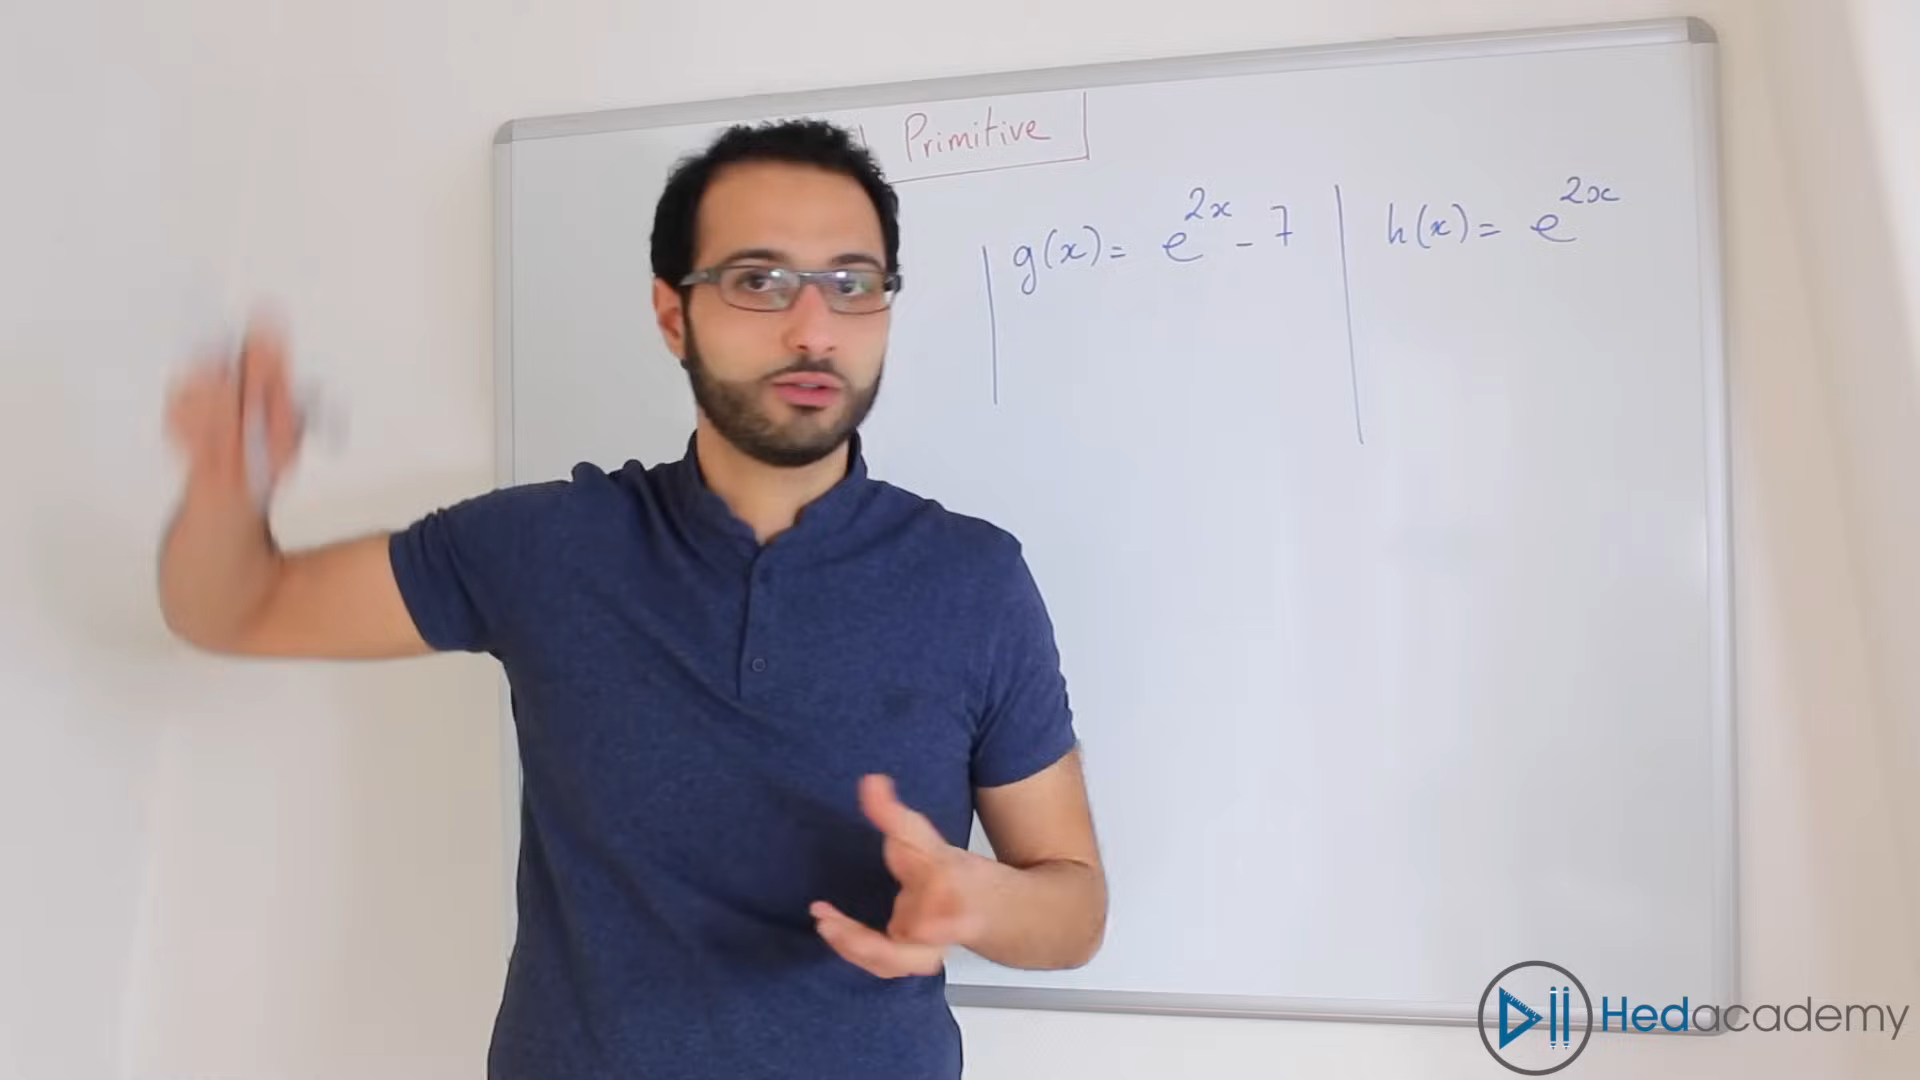 Primitive
g(x) = e^{2x} - 7
h(x) = e^{2x}
Hedacademy